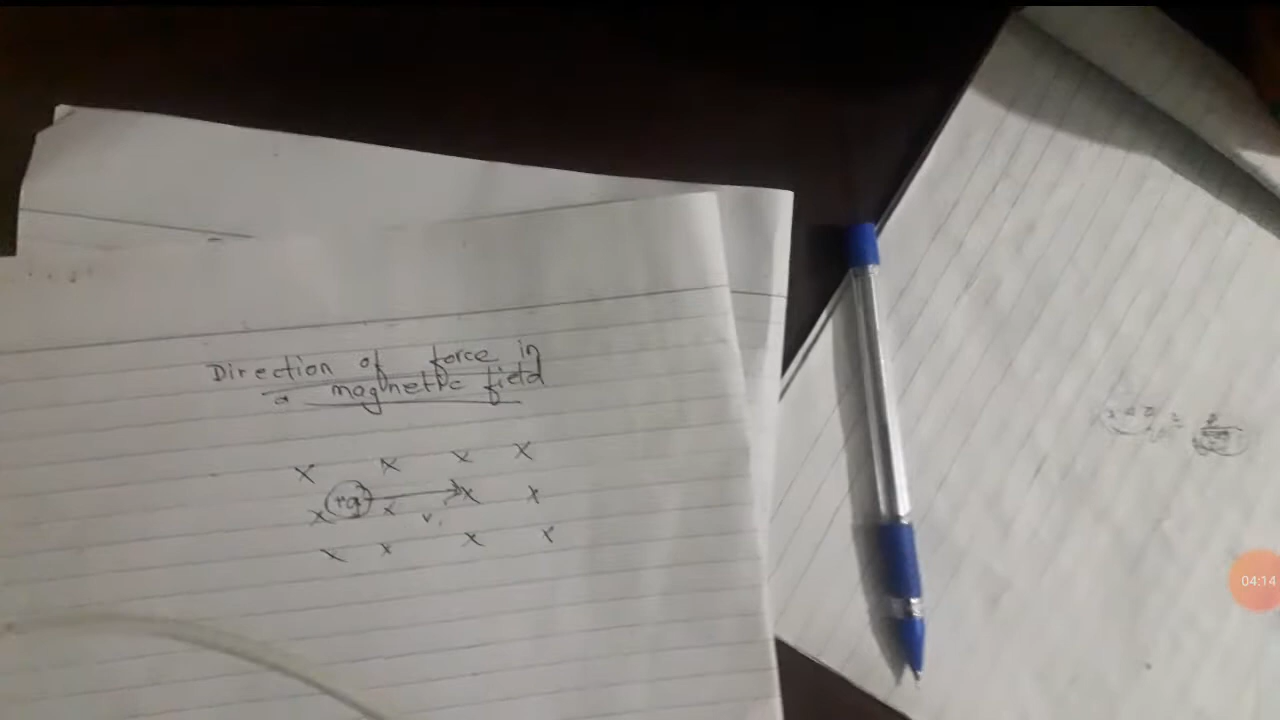 Direction of force in
a magnetic field
X X X X
+q X X
X X v
X X X X
04:14